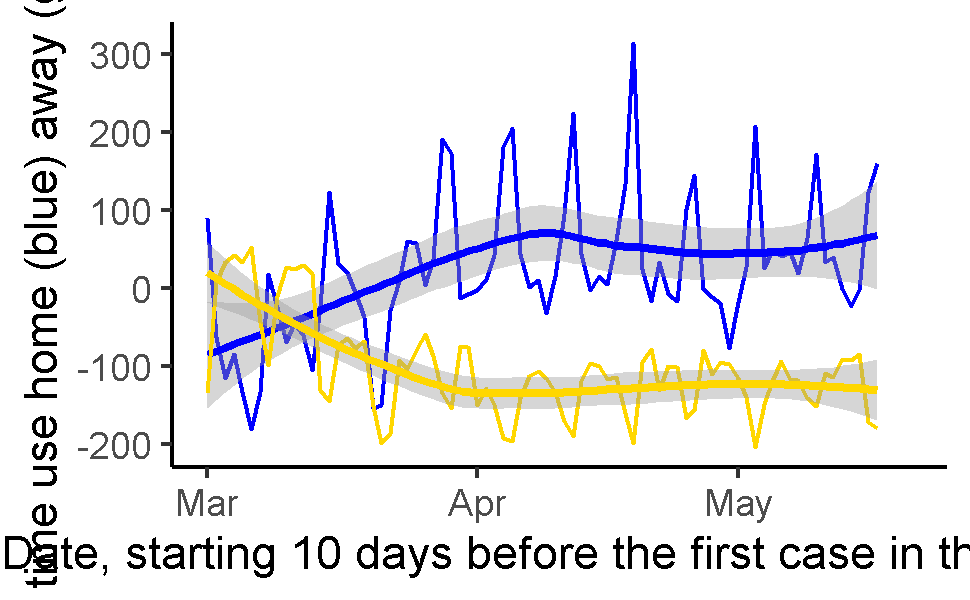 time use home (blue) away (
300
200
100
0
-100
-200
Mar Apr May
Date, starting 10 days before the first case in th